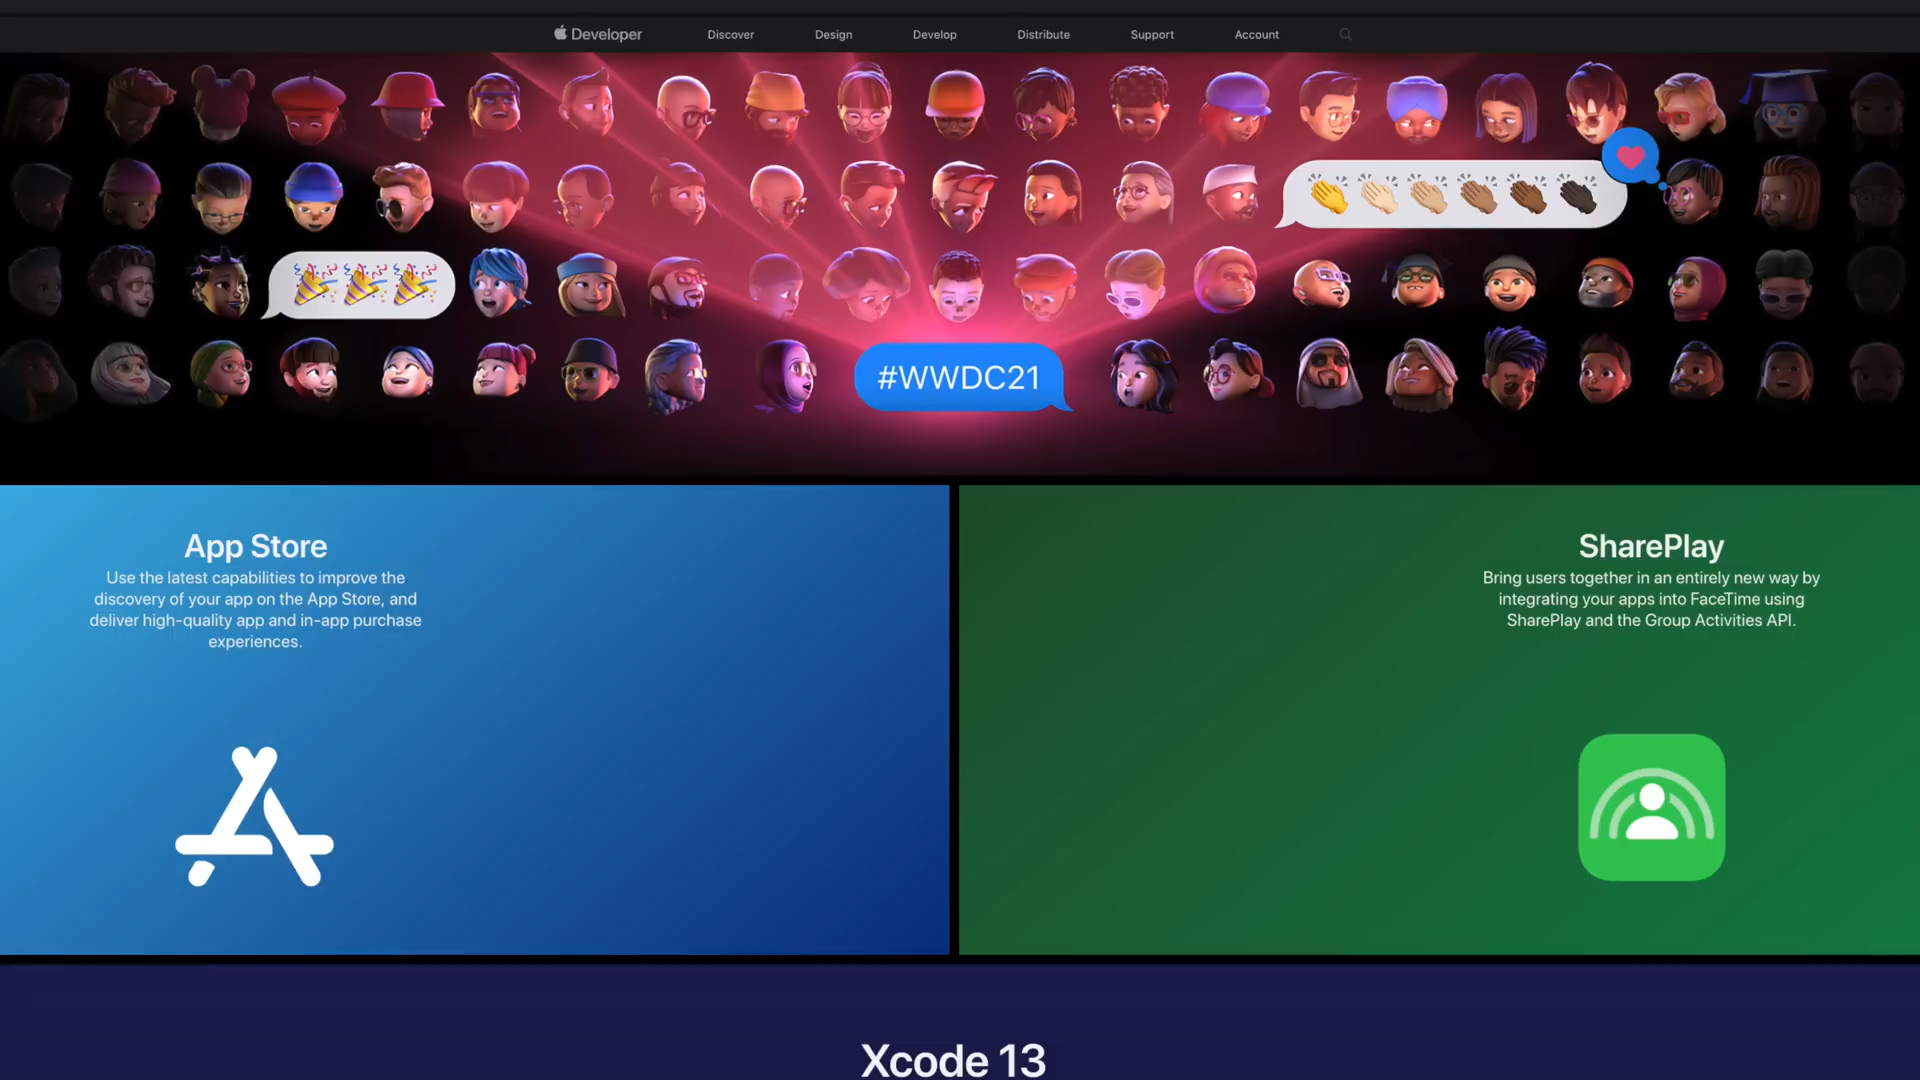 Developer
Discover
Design
Develop
Distribute
Support
Account
#WWDC21
App Store
Use the latest capabilities to improve the
discovery of your app on the App Store, and
deliver high-quality app and in-app purchase
experiences.
SharePlay
Bring users together in an entirely new way by
integrating your apps into FaceTime using
SharePlay and the Group Activities API.
Xcode 13